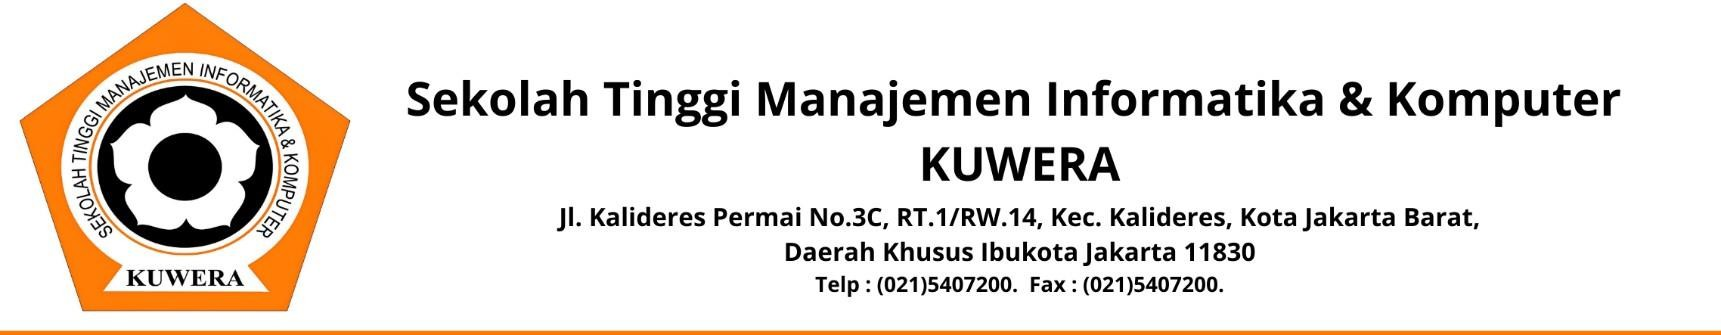 SEKOLAH TINGGI MANAJEMEN INFORMATIKA & KOMPUTER
KUWERA
Sekolah Tinggi Manajemen Informatika & Komputer
KUWERA
Jl. Kalideres Permai No.3C, RT.1/RW.14, Kec. Kalideres, Kota Jakarta Barat,
Daerah Khusus Ibukota Jakarta 11830
Telp : (021)5407200. Fax : (021)5407200.